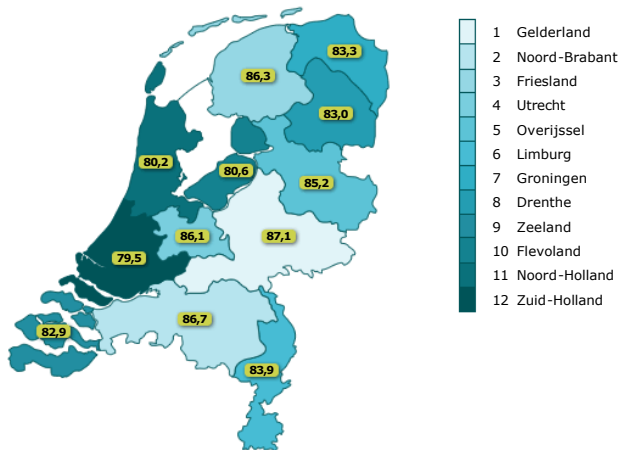 83,3
86,3
83,0
80,2
80,6
85,2
86,1
87,1
79,5
86,7
82,9
83,9
1 Gelderland
2 Noord-Brabant
3 Friesland
4 Utrecht
5 Overijssel
6 Limburg
7 Groningen
8 Drenthe
9 Zeeland
10 Flevoland
11 Noord-Holland
12 Zuid-Holland